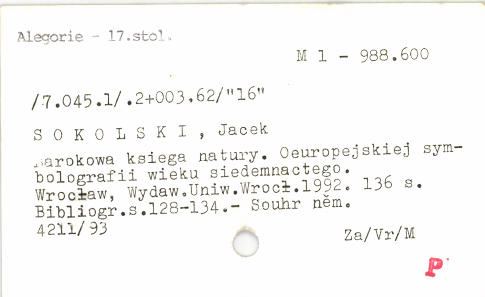 Alegorie - 17.stol.
M 1 - 988.600
/7.045.1/.2+003.62/"16"
S O K O L S K I , Jacek
Barokowa ksiega natury. Oeuropejskiej sym-
bolografii wieku siedemnactego.
Wrocław, Wydaw.Uniw.Wrocł.1992. 136 s.
Bibliogr.s.128-134.- Souhr něm.
4211/93
Za/Vr/M
P